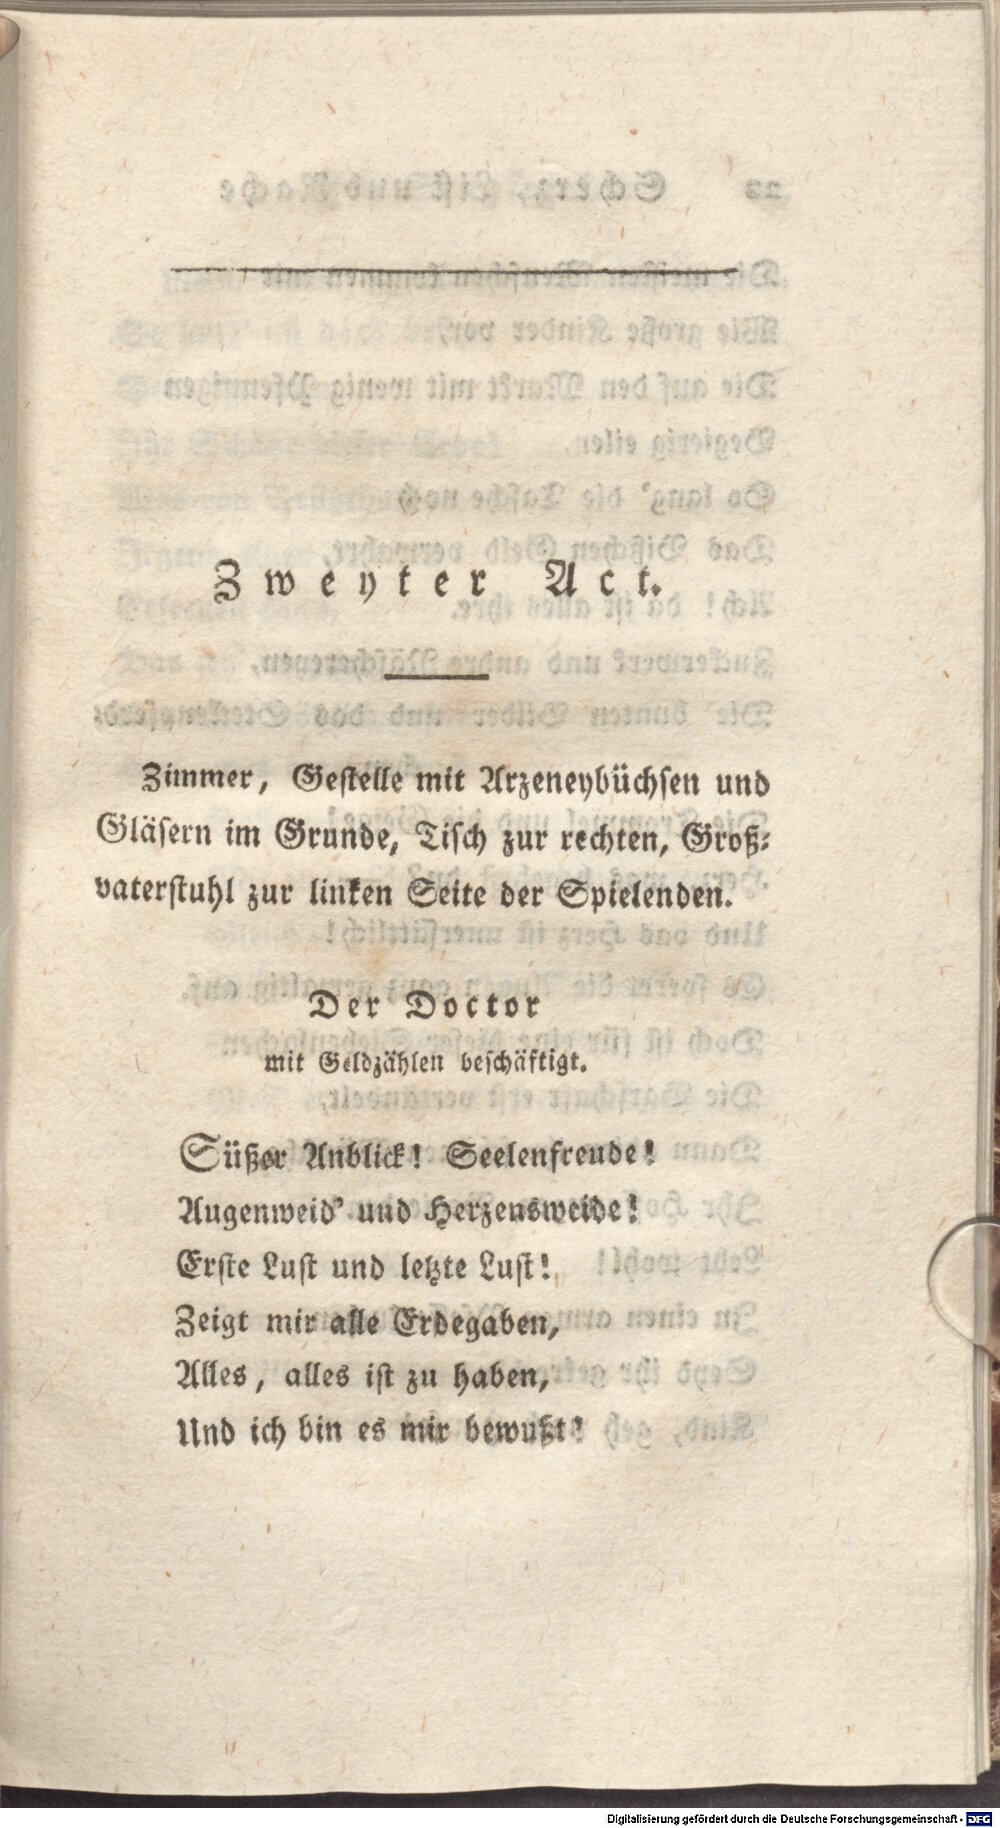 Zweyter Act.
Zimmer, Gestelle mit Arzeneybüchsen und
Gläsern im Grunde, Tisch zur rechten, Groß-
vaterstuhl zur linken Seite der Spielenden.
Der Doctor
mit Geldzählen beschäftigt.
Süßer Anblick! Seelenfreude!
Augenweid' und Herzensweide!
Erste Lust und letzte Lust!
Zeigt mir alle Erdegaben,
Alles, alles ist zu haben,
Und ich bin es mir bewußt!
Digitalisierung gefördert durch die Deutsche Forschungsgemeinschaft - DFG